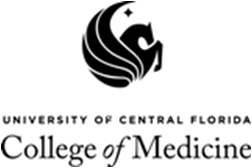 UNIVERSITY OF CENTRAL FLORIDA
College of Medicine